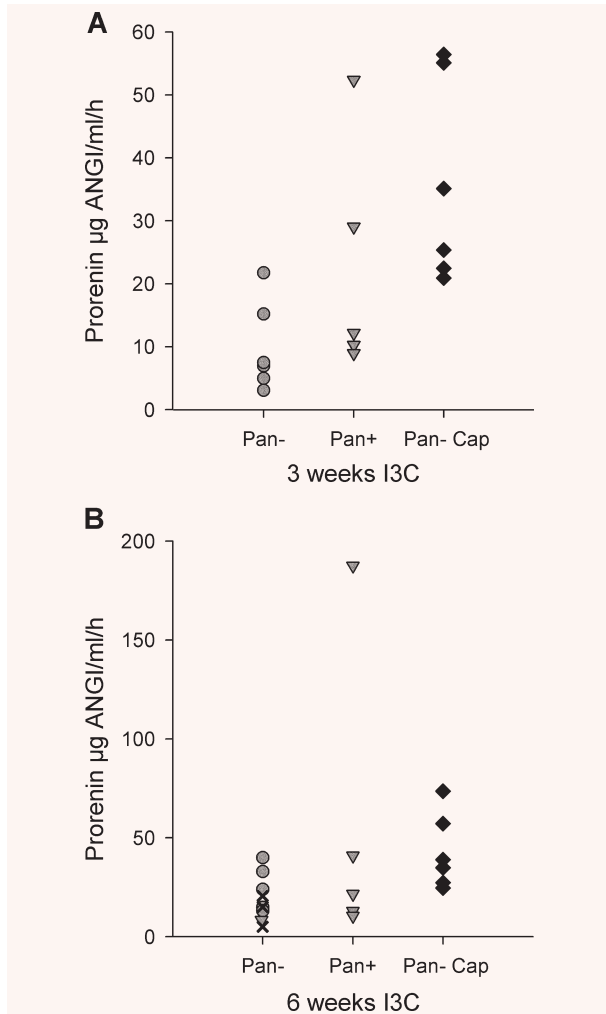 A
Prorenin µg ANGI/ml/h
60
50
40
30
20
10
0
Pan- Pan+ Pan- Cap
3 weeks I3C
B
Prorenin µg ANGI/ml/h
200
150
100
50
0
Pan- Pan+ Pan- Cap
6 weeks I3C